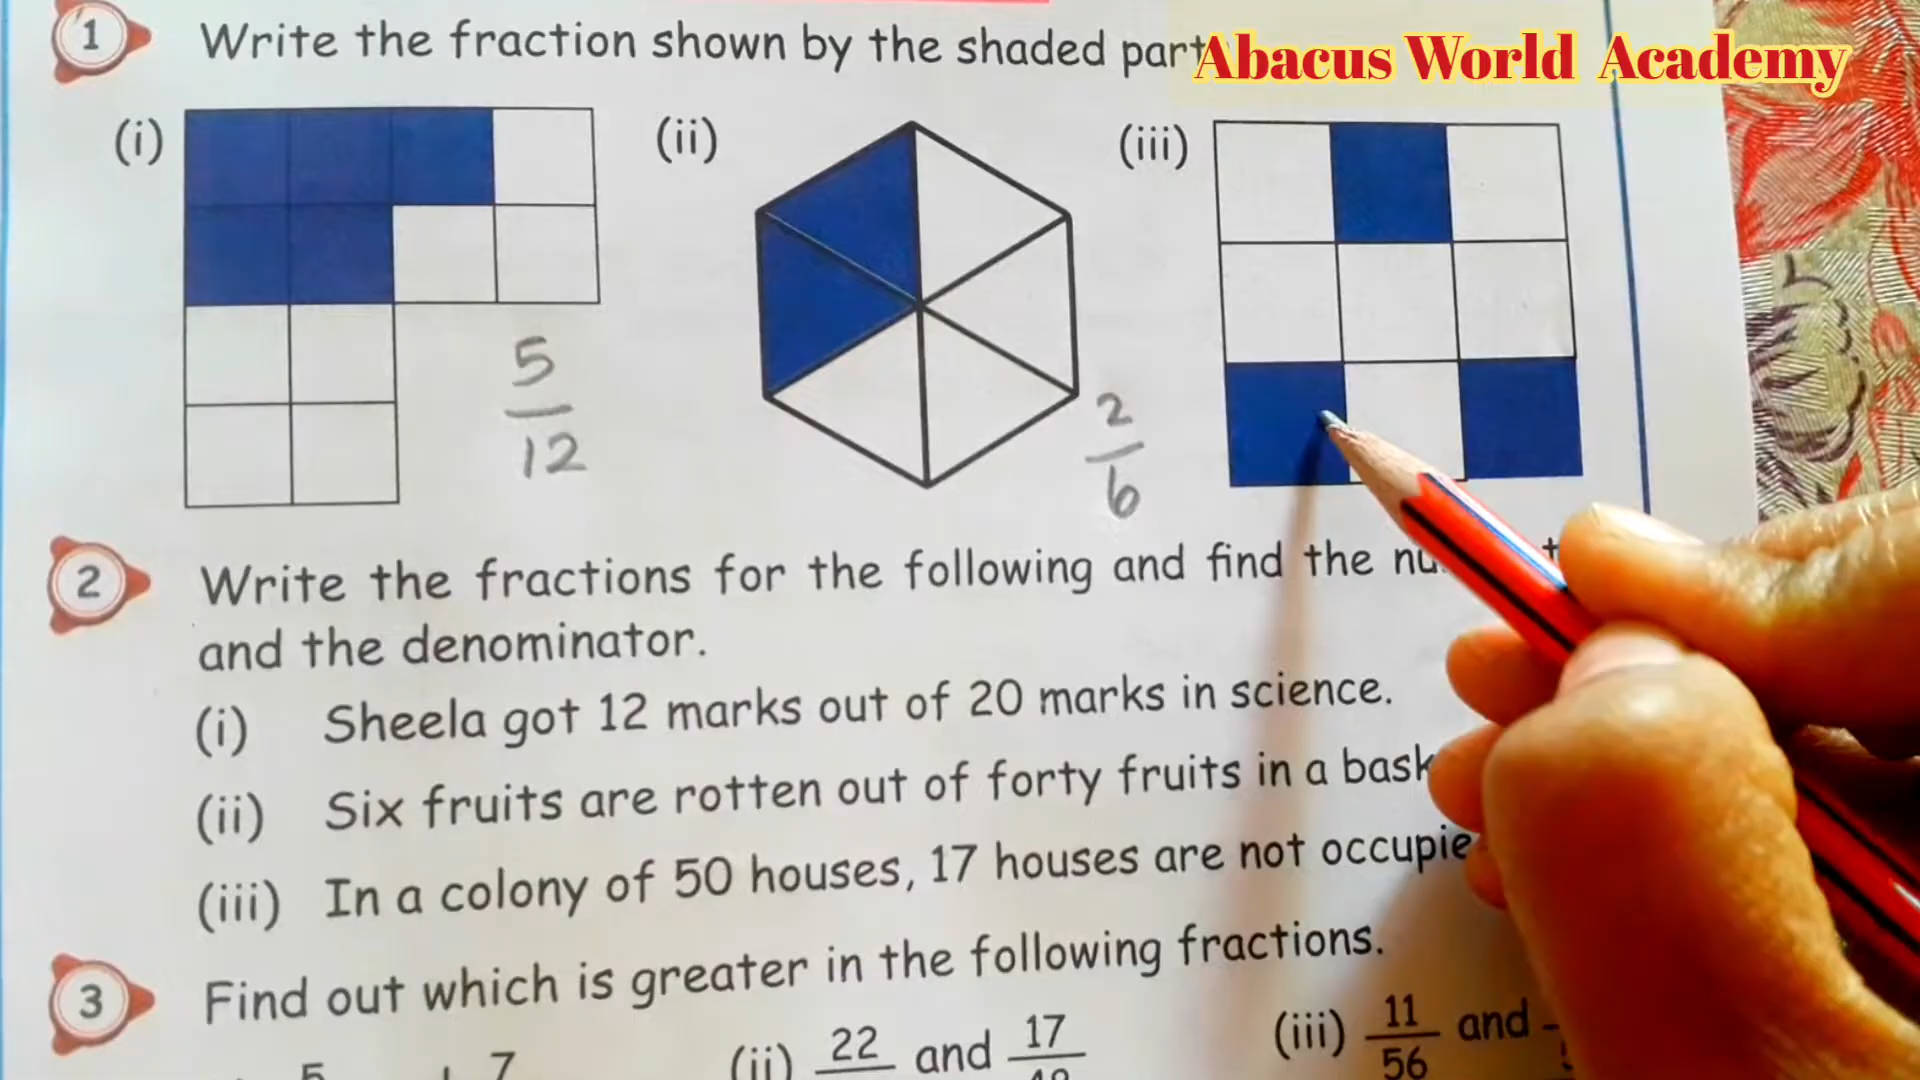 1 Write the fraction shown by the shaded part
Abacus World Academy
(i) (ii) (iii)
5
12
2
6
2 Write the fractions for the following and find the
and the denominator.
(i) Sheela got 12 marks out of 20 marks in science.
(ii) Six fruits are rotten out of forty fruits in a
(iii) In a colony of 50 houses, 17 houses are not
3 Find out which is greater in the following fractions.
(ii) 22 and 17
(iii) 11 and
56
5 7